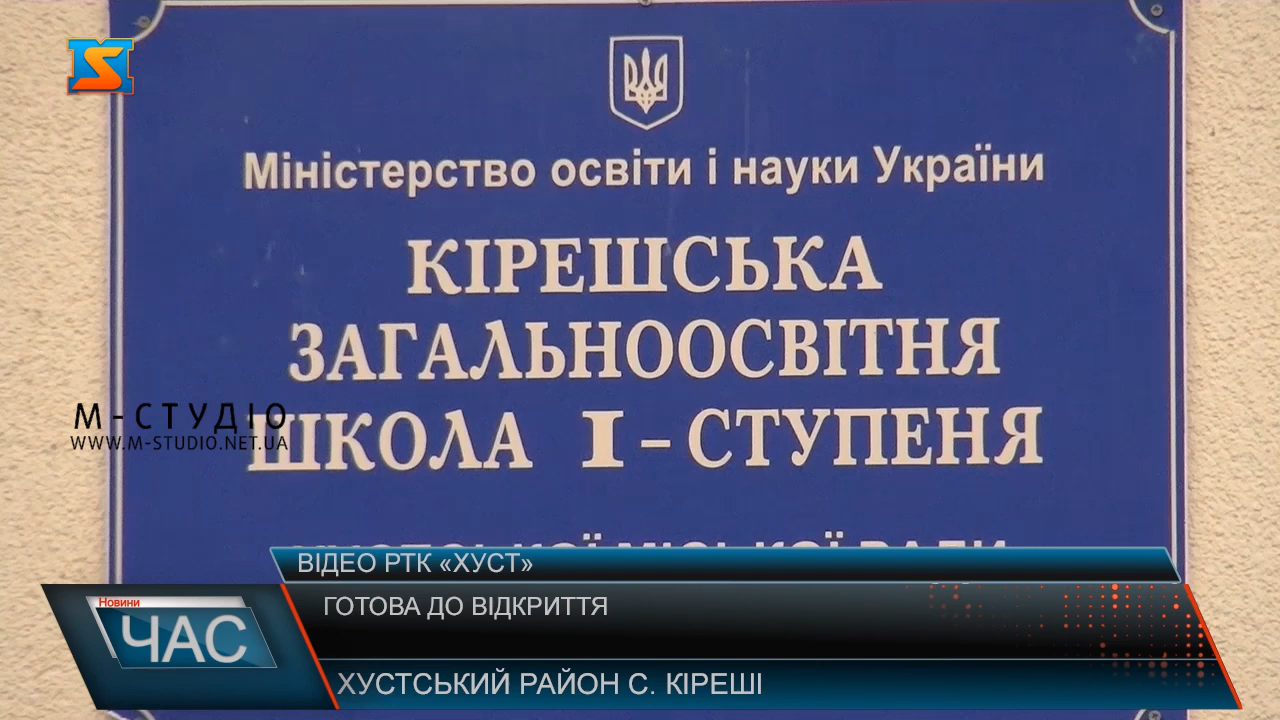 Міністерство освіти і науки України
КІРЕШСЬКА
ЗАГАЛЬНООСВІТНЯ
ШКОЛА І – СТУПЕНЯ
М-СТУДІО
WWW.M-STUDIO.NET.UA
ВІДЕО РТК «ХУСТ»
ГОТОВА ДО ВІДКРИТТЯ
Новини
ЧАС
ХУСТСЬКИЙ РАЙОН С. КІРЕШІ